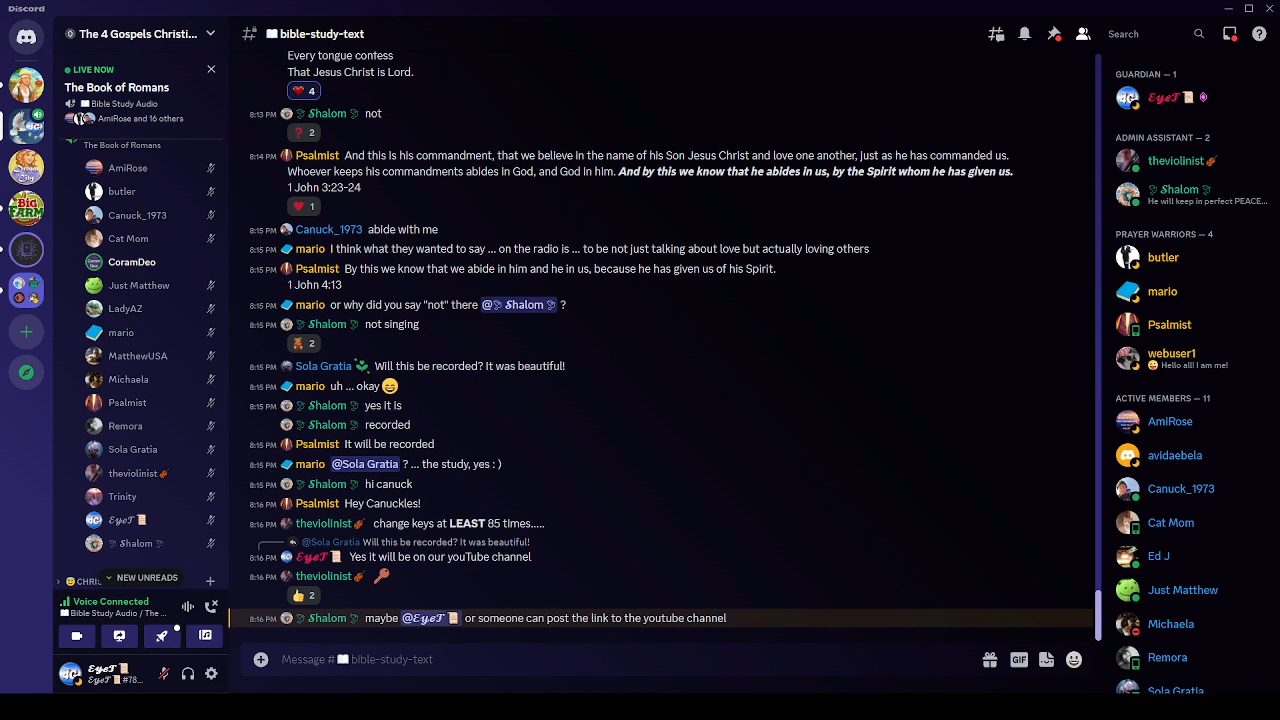 Discord
The 4 Gospels Christi...
LIVE NOW
The Book of Romans
Bible Study Audio
AmiRose and 16 others
The Book of Romans
AmiRose
butler
Canuck_1973
Cat Mom
CoramDeo
Just Matthew
LadyAZ
mario
MatthewUSA
Michaela
Psalmist
Remora
Sola Gratia
theviolinist
Trinity
EyeT
Shalom
CHRIS
NEW UNREADS
Voice Connected
Bible Study Audio / The ...
EyeT
EyeT #78...
bible-study-text
Search
Every tongue confess
That Jesus Christ is Lord.
4
8:13 PM Shalom not
2
8:14 PM Psalmist And this is his commandment, that we believe in the name of his Son Jesus Christ and love one another, just as he has commanded us.
Whoever keeps his commandments abides in God, and God in him. And by this we know that he abides in us, by the Spirit whom he has given us.
1 John 3:23-24
1
8:15 PM Canuck_1973 abide with me
8:15 PM mario I think what they wanted to say ... on the radio is ... to be not just talking about love but actually loving others
8:15 PM Psalmist By this we know that we abide in him and he in us, because he has given us of his Spirit.
1 John 4:13
8:15 PM mario or why did you say "not" there @Shalom ?
8:15 PM Shalom not singing
2
8:15 PM Sola Gratia Will this be recorded? It was beautiful!
8:15 PM mario uh ... okay 😄
8:15 PM Shalom yes it is
Shalom recorded
8:15 PM Psalmist It will be recorded
8:15 PM mario @Sola Gratia ? ... the study, yes : )
8:15 PM Shalom hi canuck
8:16 PM Psalmist Hey Canuckles!
8:16 PM theviolinist change keys at LEAST 85 times.....
@Sola Gratia Will this be recorded? It was beautiful!
8:16 PM EyeT Yes it will be on our youTube channel
8:16 PM theviolinist
2
8:16 PM Shalom maybe @EyeT or someone can post the link to the youtube channel
Message # bible-study-text
GIF
GUARDIAN — 1
EyeT
ADMIN ASSISTANT — 2
theviolinist
Shalom
He will keep in perfect PEACE...
PRAYER WARRIORS — 4
butler
mario
Psalmist
webuser1
Hello all! I am me!
ACTIVE MEMBERS — 11
AmIRose
avidaebela
Canuck_1973
Cat Mom
Ed J
Just Matthew
Michaela
Remora
Sola Gratia